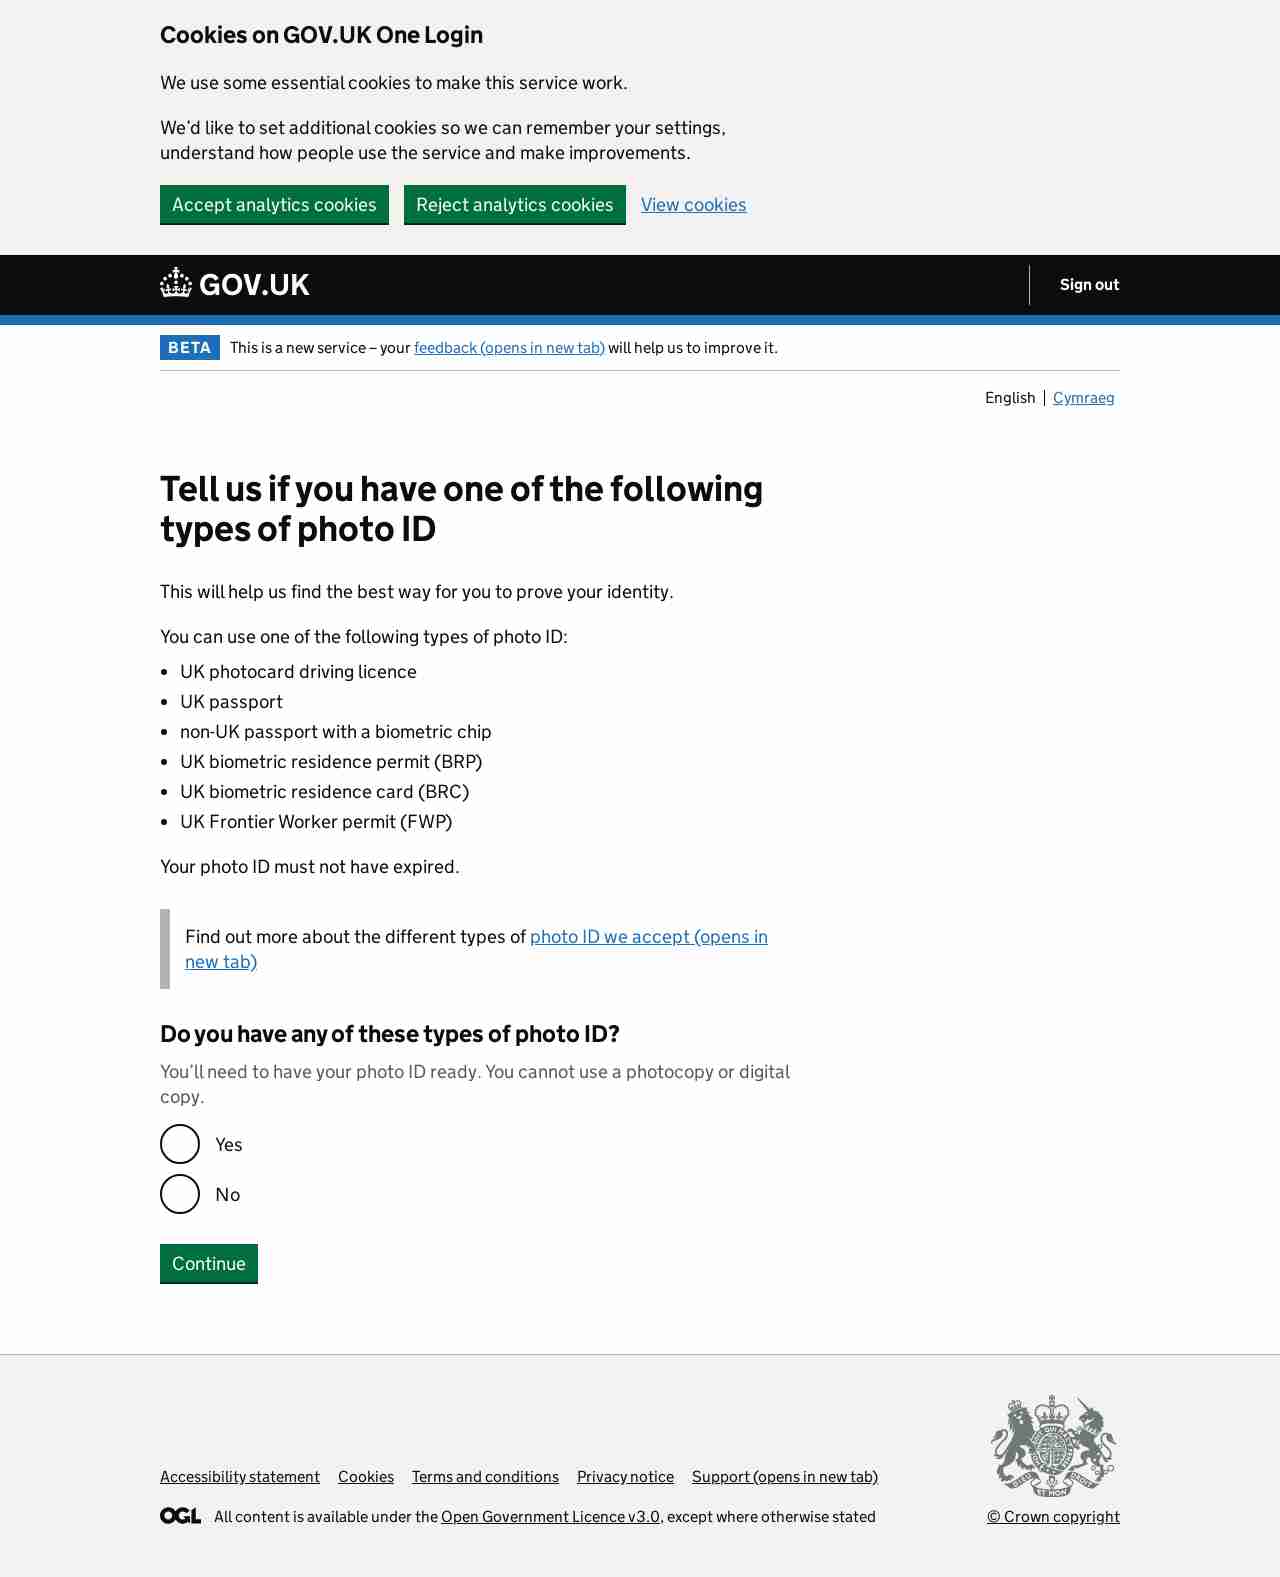 Cookies on GOV.UK One Login
We use some essential cookies to make this service work.
We’d like to set additional cookies so we can remember your settings,
understand how people use the service and make improvements.
Accept analytics cookies Reject analytics cookies View cookies
GOV.UK Sign out
BETA This is a new service – your feedback (opens in new tab) will help us to improve it.
English Cymraeg
Tell us if you have one of the following
types of photo ID
This will help us find the best way for you to prove your identity.
You can use one of the following types of photo ID:
• UK photocard driving licence
• UK passport
• non-UK passport with a biometric chip
• UK biometric residence permit (BRP)
• UK biometric residence card (BRC)
• UK Frontier Worker permit (FWP)
Your photo ID must not have expired.
Find out more about the different types of photo ID we accept (opens in
new tab)
Do you have any of these types of photo ID?
You’ll need to have your photo ID ready. You cannot use a photocopy or digital
copy.
Yes
No
Continue
Accessibility statement Cookies Terms and conditions Privacy notice Support (opens in new tab)
OGL All content is available under the Open Government Licence v3.0, except where otherwise stated
© Crown copyright